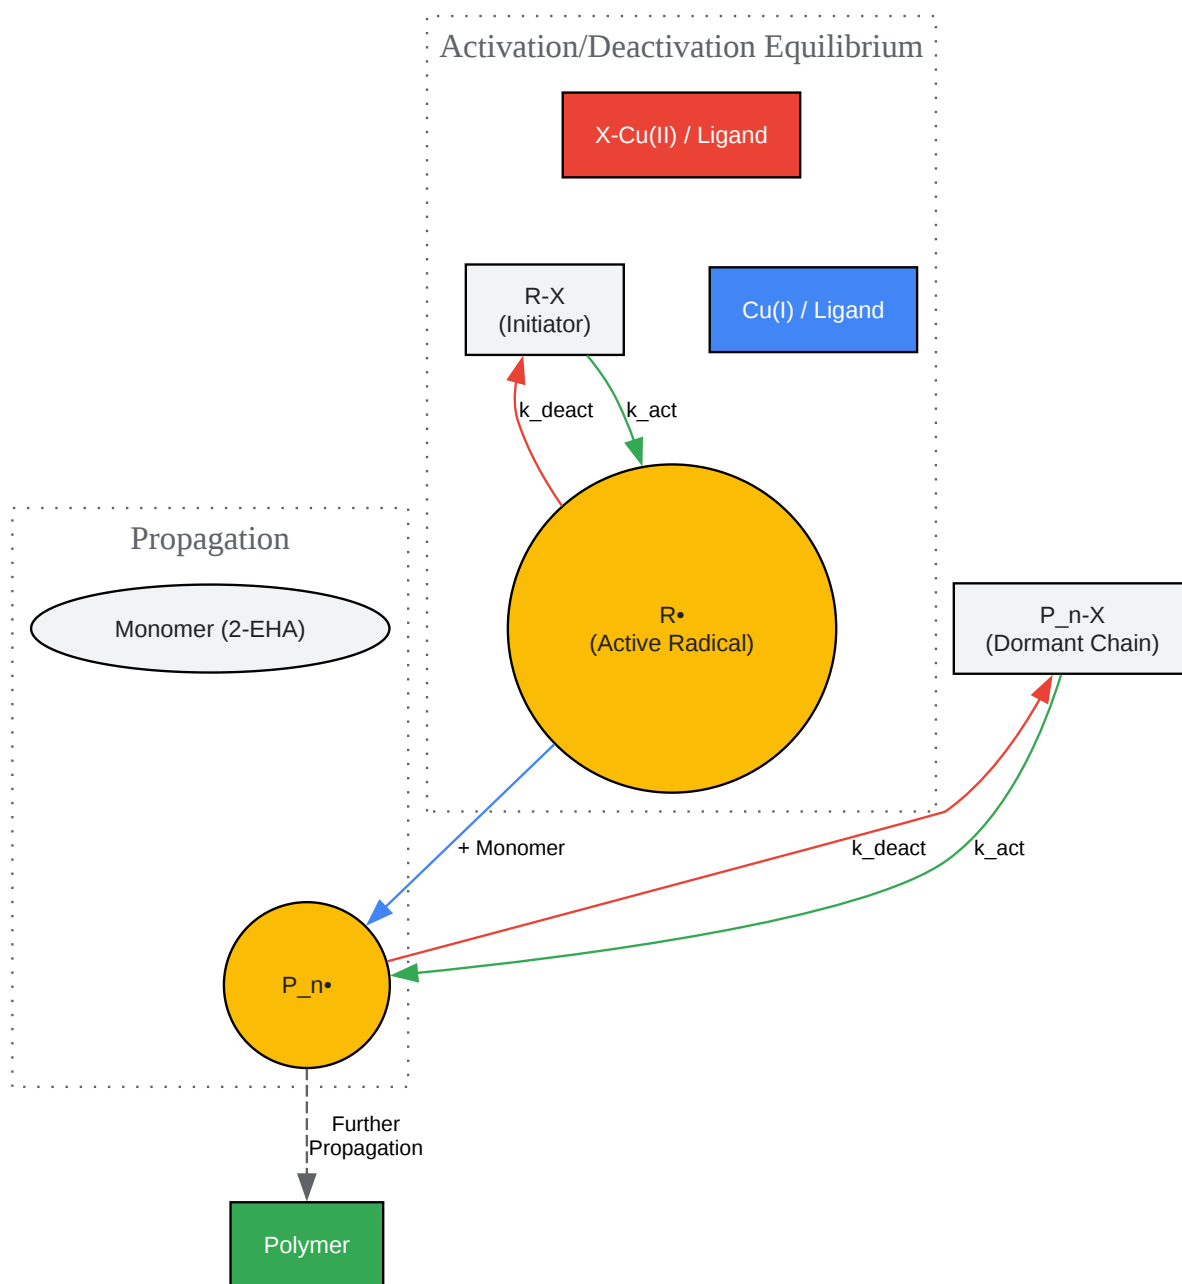 Activation/Deactivation Equilibrium
X-Cu(II) / Ligand
R-X
(Initiator)
Cu(I) / Ligand
k_deact
k_act
Propagation
Monomer (2-EHA)
R•
(Active Radical)
P_n-X
(Dormant Chain)
+ Monomer
k_deact
k_act
P_n•
Further
Propagation
Polymer